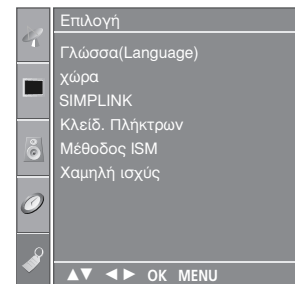 Επιλογή
Γλώσσα(Language)
χώρα
SIMPLINK
Κλείδ. Πλήκτρων
Μέθοδος ISM
Χαμηλή ισχύς
▲▼ ◄► OK MENU